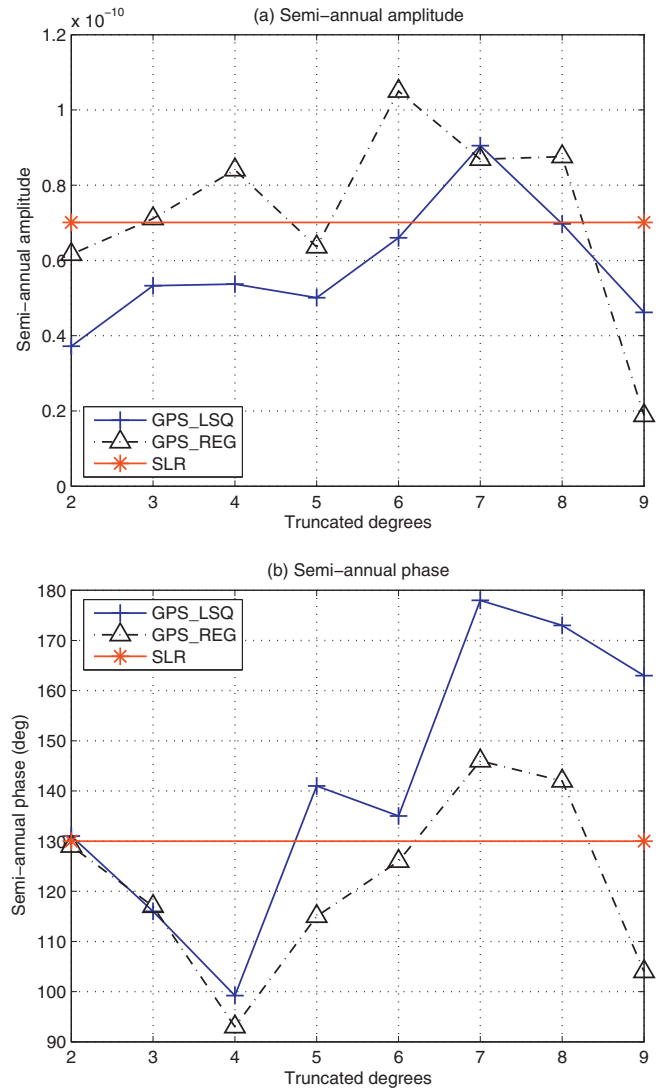 (a) Semi−annual amplitude
x 10−10
1.2
1
0.8
0.6
0.4
0.2
0
Semi−annual amplitude
GPS_LSQ
GPS_REG
SLR
2 3 4 5 6 7 8 9
Truncated degrees
(b) Semi−annual phase
180
170
160
150
140
130
120
110
100
90
Semi−annual phase (deg)
GPS_LSQ
GPS_REG
SLR
2 3 4 5 6 7 8 9
Truncated degrees